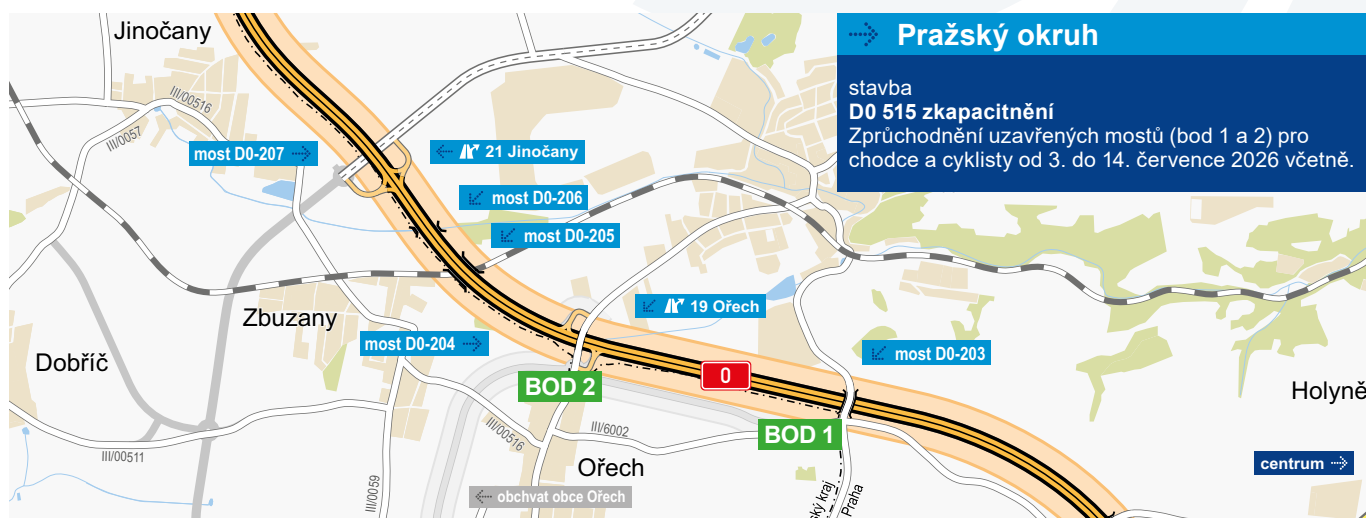 Jinočany
Pražský okruh
stavba
D0 515 zkapacitnění
Zprůchodnění uzavřených mostů (bod 1 a 2) pro
chodce a cyklisty od 3. do 14. července 2026 včetně.
III/00516
III/0057
most D0-207
21 Jinočany
most D0-206
most D0-205
19 Ořech
Zbuzany
most D0-204
most D0-203
Dobříč
0
BOD 2
Holyně
BOD 1
III/00516
III/6002
III/00511
Ořech
centrum
III/0059
obchvat obce Ořech
ský kraj
Praha